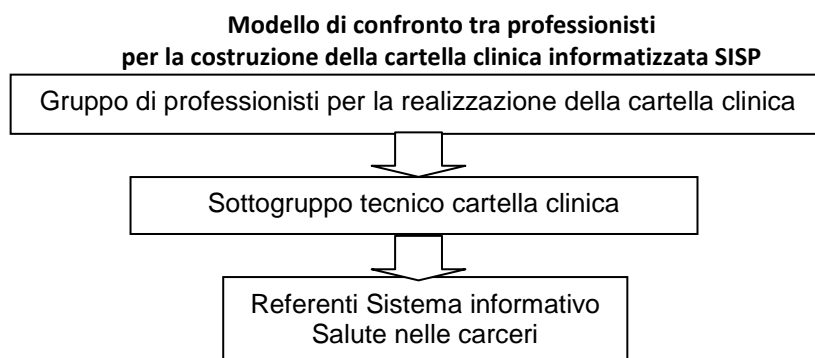 Modello di confronto tra professionisti
per la costruzione della cartella clinica informatizzata SISP
Gruppo di professionisti per la realizzazione della cartella clinica
Sottogruppo tecnico cartella clinica
Referenti Sistema informativo
Salute nelle carceri